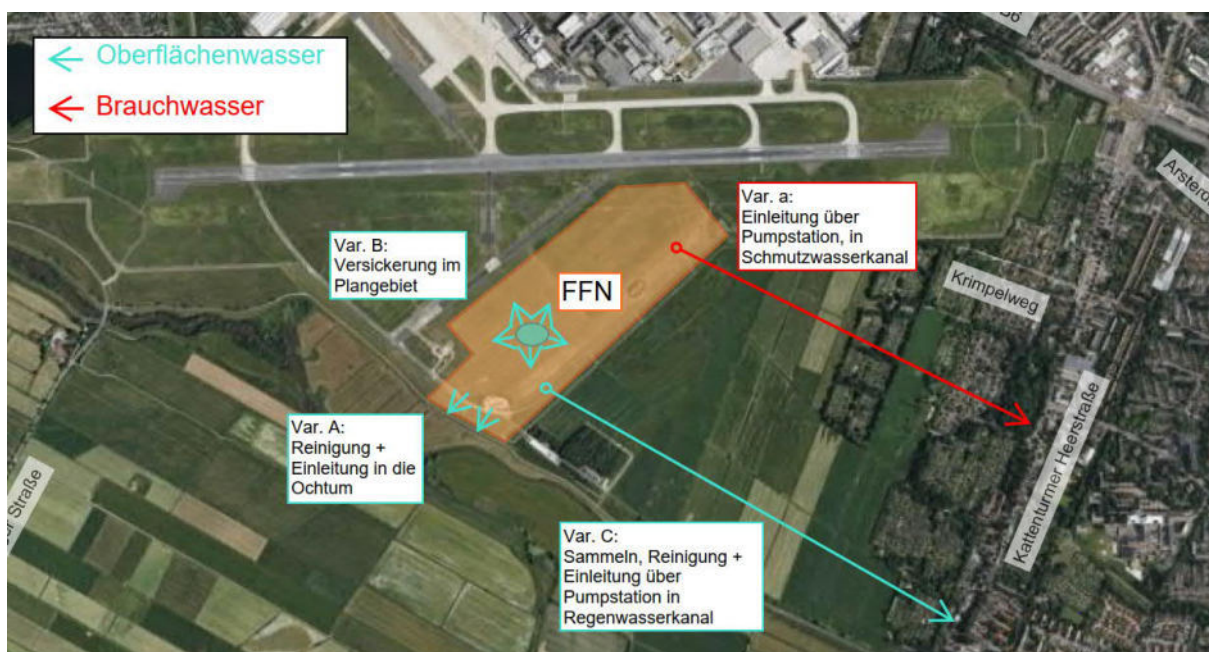 Oberflächenwasser
Brauchwasser
Var. a:
Einleitung über
Pumpstation, in
Schmutzwasserkanal
Var. B:
Versickerung im
Plangebiet
FFN
Krimpelweg
Kattenturmer Heerstraße
Var. A:
Reinigung +
Einleitung in die
Ochtum
Straße
Var. C:
Sammeln, Reinigung +
Einleitung über
Pumpstation in
Regenwasserkanal